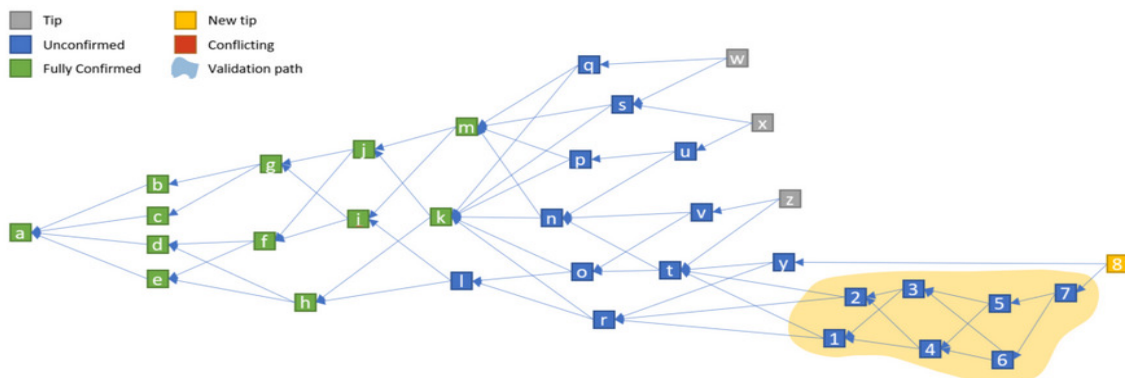 Tip New tip
Unconfirmed Conflicting
Fully Confirmed Validation path
q w
s
m x
j p u
g
b z
c i k n v
a
d f
e o t y 8
l 3 7
h 2 5
r
1 4 6